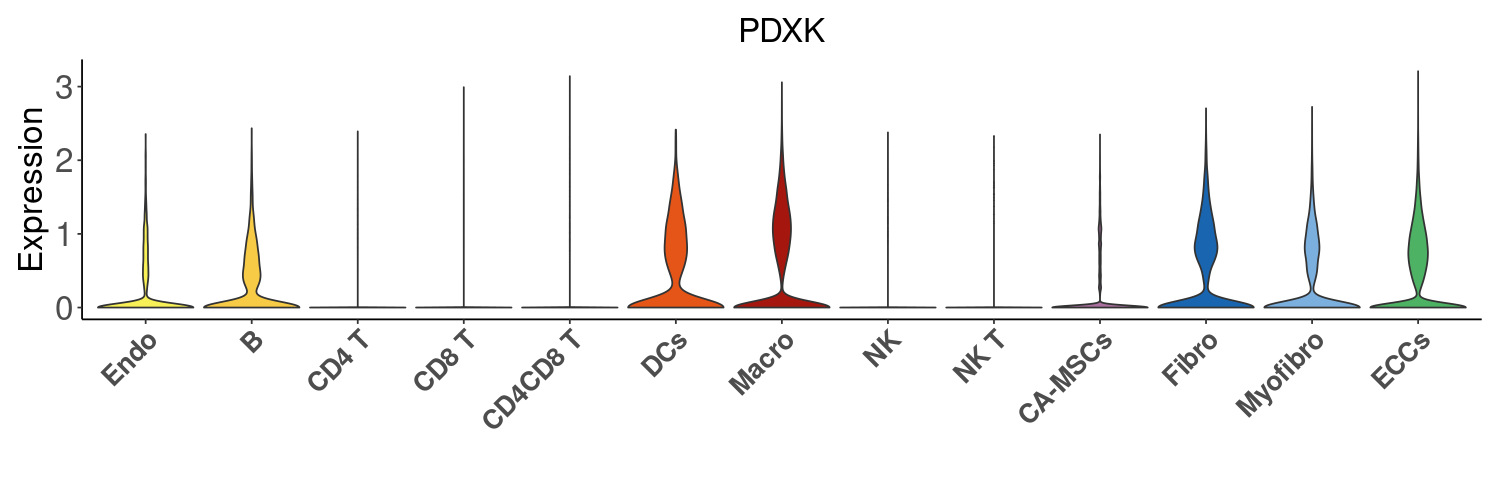 PDXK
Expression
3
2
1
0
Endo
B
CD4 T
CD8 T
CD4CD8 T
DCs
Macro
NK
NK T
CA-MSCs
Fibro
Myofibro
ECCs